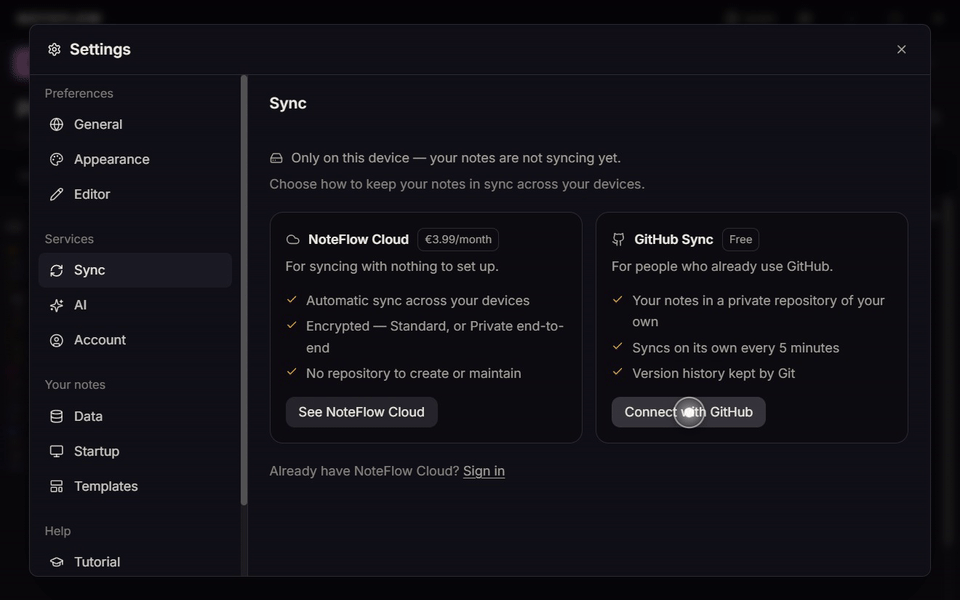 Settings
Preferences
General
Appearance
Editor
Services
Sync
AI
Account
Your notes
Data
Startup
Templates
Help
Tutorial
Sync
Only on this device — your notes are not syncing yet.
Choose how to keep your notes in sync across your devices.
NoteFlow Cloud €3.99/month
For syncing with nothing to set up.
Automatic sync across your devices
Encrypted — Standard, or Private end-to-
end
No repository to create or maintain
See NoteFlow Cloud
GitHub Sync Free
For people who already use GitHub.
Your notes in a private repository of your
own
Syncs on its own every 5 minutes
Version history kept by Git
Connect with GitHub
Already have NoteFlow Cloud? Sign in